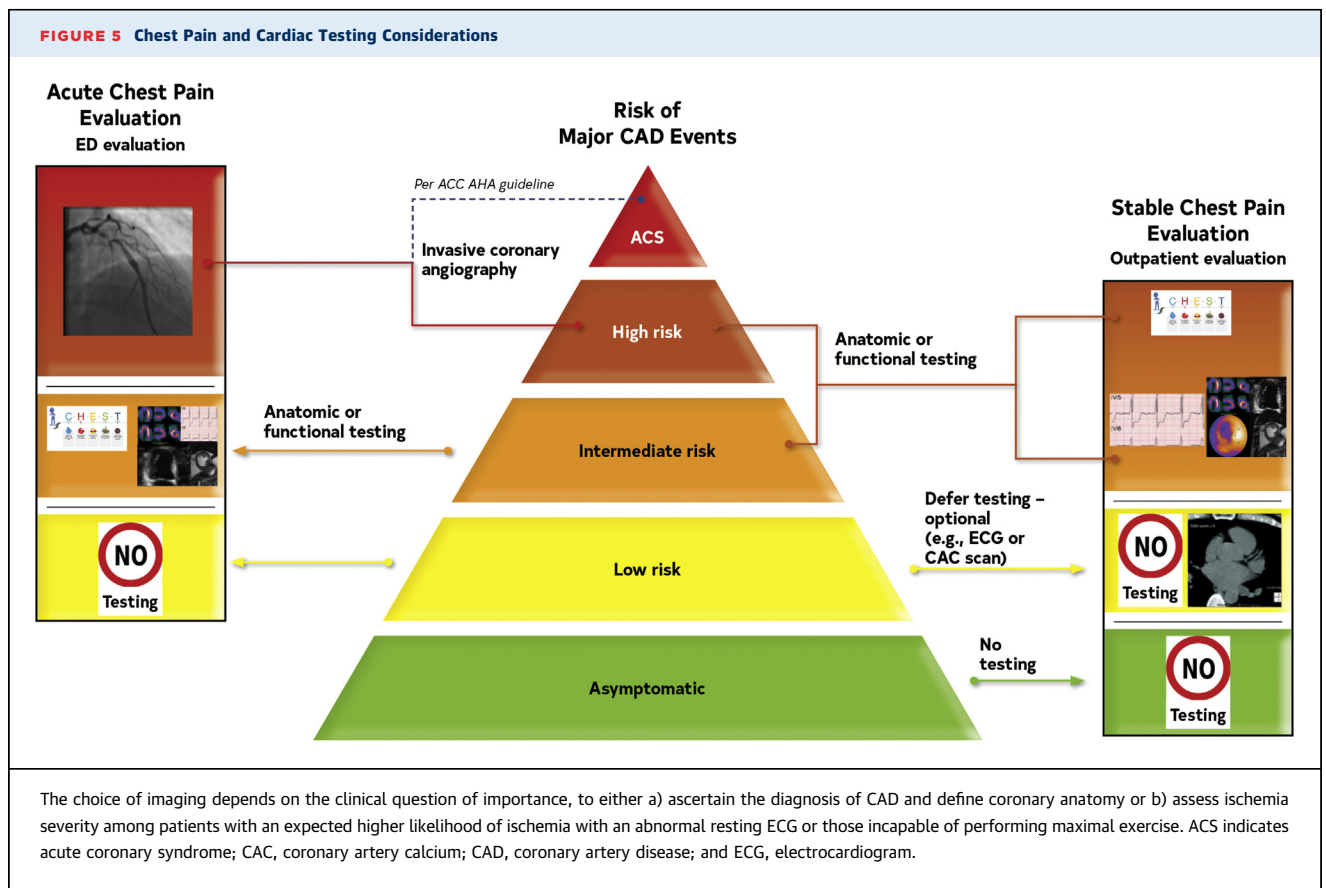 FIGURE 5 Chest Pain and Cardiac Testing Considerations
Acute Chest Pain
Evaluation
ED evaluation
Risk of
Major CAD Events
Per ACC AHA guideline
Invasive coronary
angiography
ACS
High risk
Anatomic or
functional testing
Stable Chest Pain
Evaluation
Outpatient evaluation
C·H·E·S·T
V5
V6
C·H·E·S·T
Anatomic or
functional testing
Intermediate risk
NO
Testing
Low risk
Defer testing –
optional
(e.g., ECG or
CAC scan)
NO
Testing
CAC score = 0
Asymptomatic
No
testing
NO
Testing
The choice of imaging depends on the clinical question of importance, to either a) ascertain the diagnosis of CAD and define coronary anatomy or b) assess ischemia
severity among patients with an expected higher likelihood of ischemia with an abnormal resting ECG or those incapable of performing maximal exercise. ACS indicates
acute coronary syndrome; CAC, coronary artery calcium; CAD, coronary artery disease; and ECG, electrocardiogram.